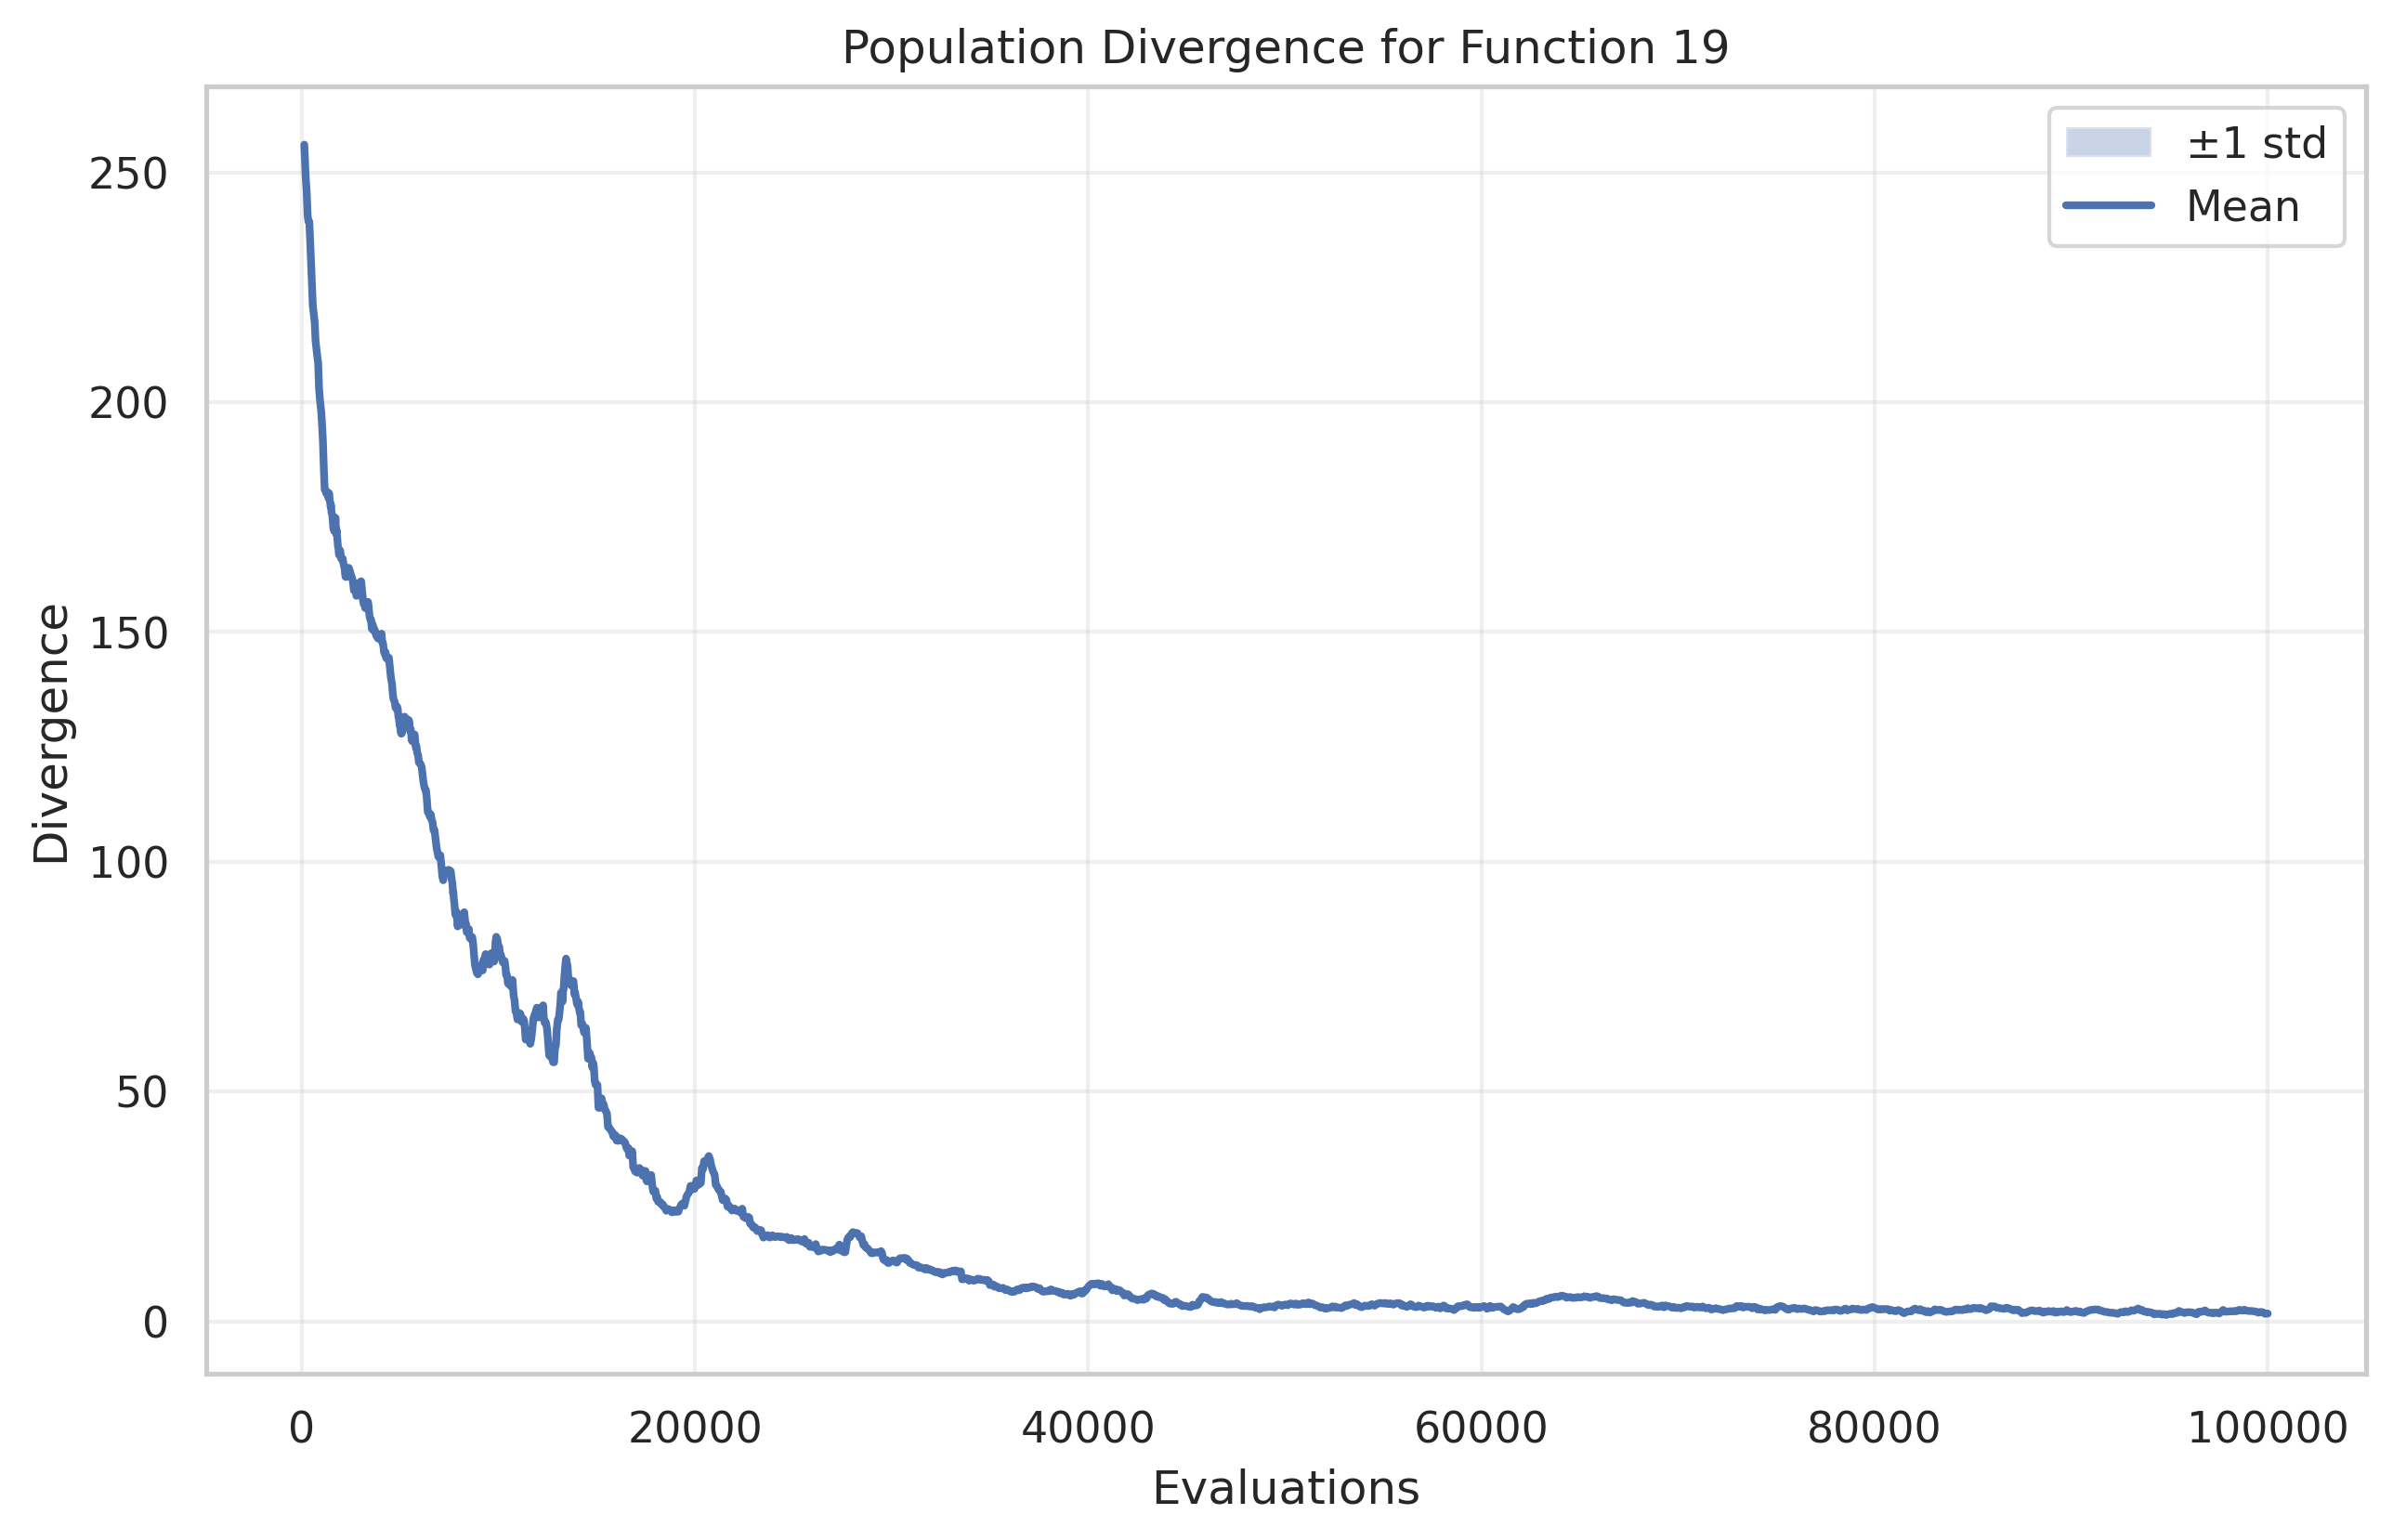 Population Divergence for Function 19
±1 std
Mean
250
200
150
100
50
0
Divergence
0 20000 40000 60000 80000 100000
Evaluations